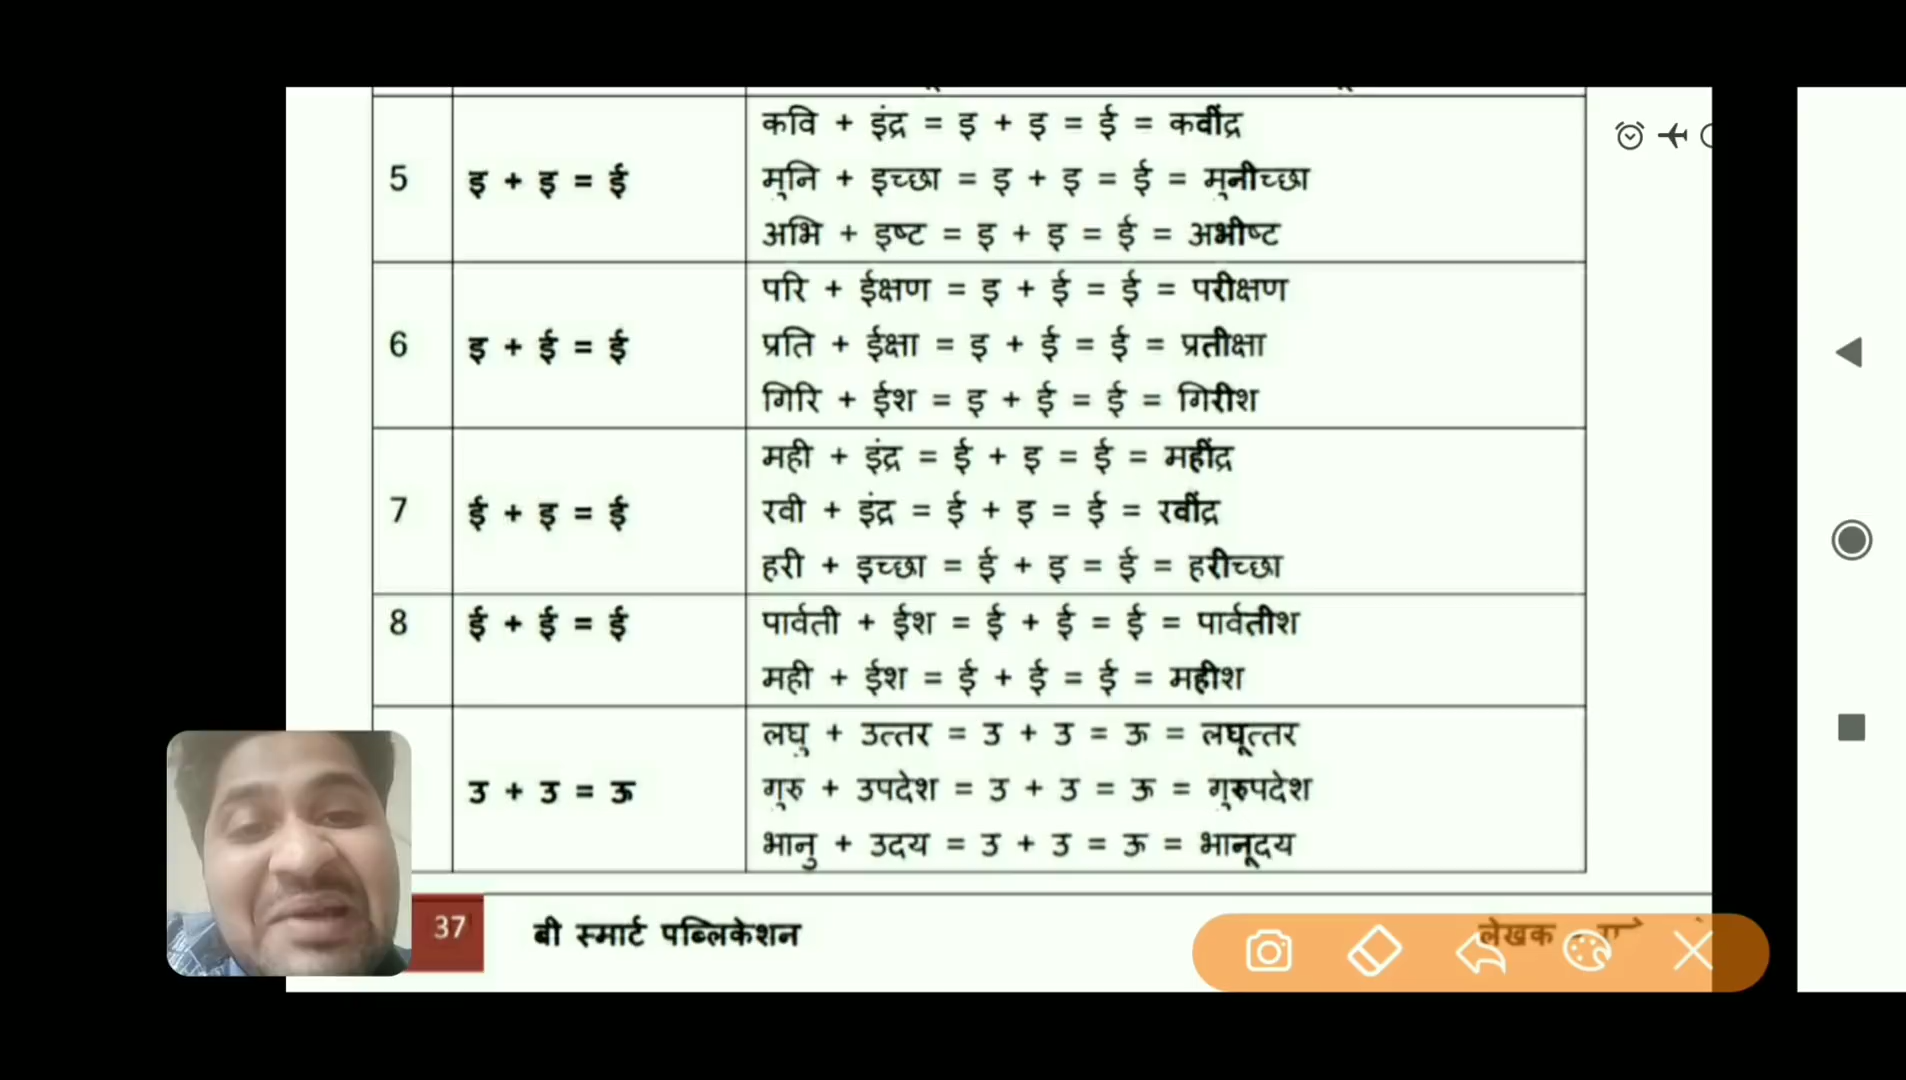 कवि + इंद्र = इ + इ = ई = कवींद्र
5 इ + इ = ई मुनि + इच्छा = इ + इ = ई = मुनीच्छा
अभि + इष्ट = इ + इ = ई = अभीष्ट
परि + ईक्षण = इ + ई = ई = परीक्षण
6 इ + ई = ई प्रति + ईक्षा = इ + ई = ई = प्रतीक्षा
गिरि + ईश = इ + ई = ई = गिरीश
मही + इंद्र = ई + इ = ई = महींद्र
7 ई + इ = ई रवी + इंद्र = ई + इ = ई = रवींद्र
हरी + इच्छा = ई + इ = ई = हरीच्छा
8 ई + ई = ई पार्वती + ईश = ई + ई = ई = पार्वतीश
मही + ईश = ई + ई = ई = महीश
लघु + उत्तर = उ + उ = ऊ = लघूत्तर
उ + उ = ऊ गुरु + उपदेश = उ + उ = ऊ = गुरूपदेश
भानु + उदय = उ + उ = ऊ = भानूदय
37 बी स्मार्ट पब्लिकेशन लेखक -